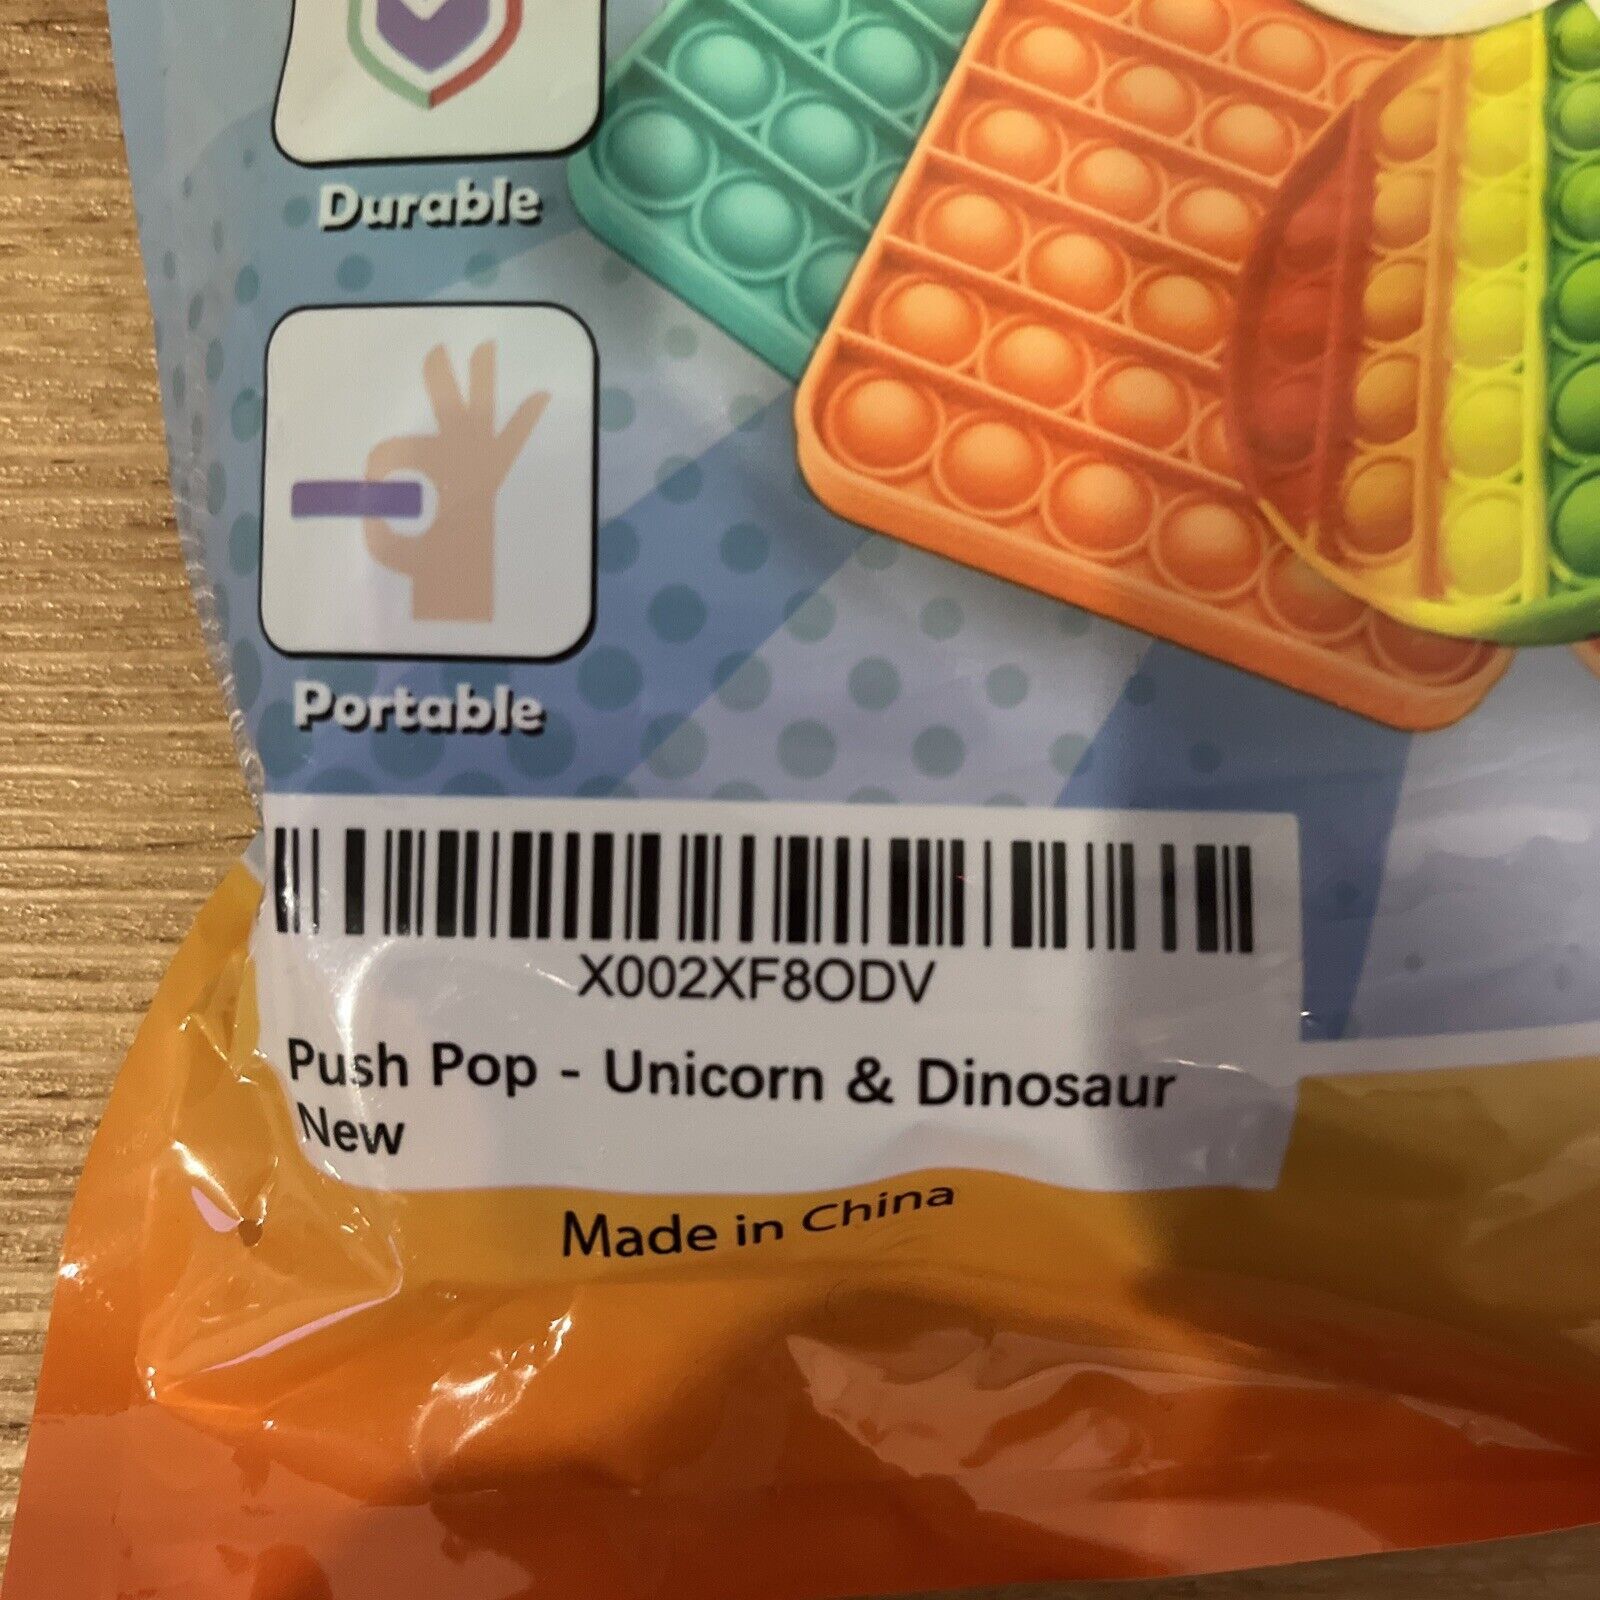 Durable
Portable
X002XF8ODV
Push Pop - Unicorn & Dinosaur
New
Made in China